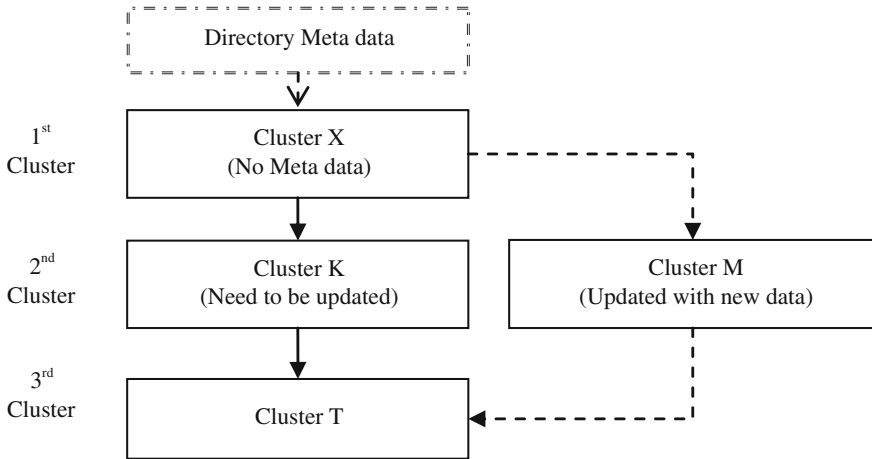 Directory Meta data
1st
Cluster
Cluster X
(No Meta data)
2nd
Cluster
Cluster K
(Need to be updated)
Cluster M
(Updated with new data)
3rd
Cluster
Cluster T